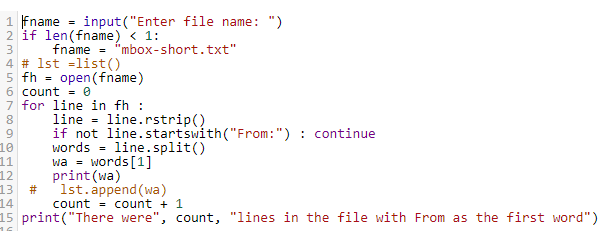 1 fname = input("Enter file name: ")
2 if len(fname) < 1:
3     fname = "mbox-short.txt"
4 # lst =list()
5 fh = open(fname)
6 count = 0
7 for line in fh :
8     line = line.rstrip()
9     if not line.startswith("From:") : continue
10     words = line.split()
11     wa = words[1]
12     print(wa)
13  #   lst.append(wa)
14     count = count + 1
15 print("There were", count, "lines in the file with From as the first word")
16